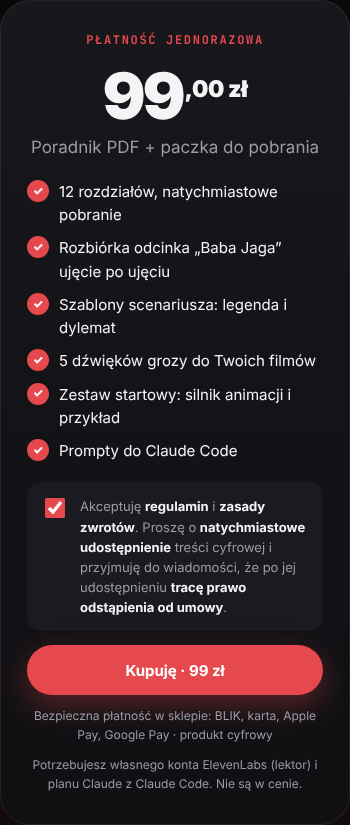 PŁATNOŚĆ JEDNORAZOWA
99,00 zł
Poradnik PDF + paczka do pobrania
12 rozdziałów, natychmiastowe
pobranie
Rozbiórka odcinka „Baba Jaga”
ujęcie po ujęciu
Szablony scenariusza: legenda i
dylemat
5 dźwięków grozy do Twoich filmów
Zestaw startowy: silnik animacji i
przykład
Prompty do Claude Code
Akceptuję regulamin i zasady
zwrotów. Proszę o natychmiastowe
udostępnienie treści cyfrowej i
przyjmuję do wiadomości, że po jej
udostępnieniu tracę prawo
odstąpienia od umowy.
Kupuję · 99 zł
Bezpieczna płatność w sklepie: BLIK, karta, Apple
Pay, Google Pay · produkt cyfrowy
Potrzebujesz własnego konta ElevenLabs (lektor) i
planu Claude z Claude Code. Nie są w cenie.